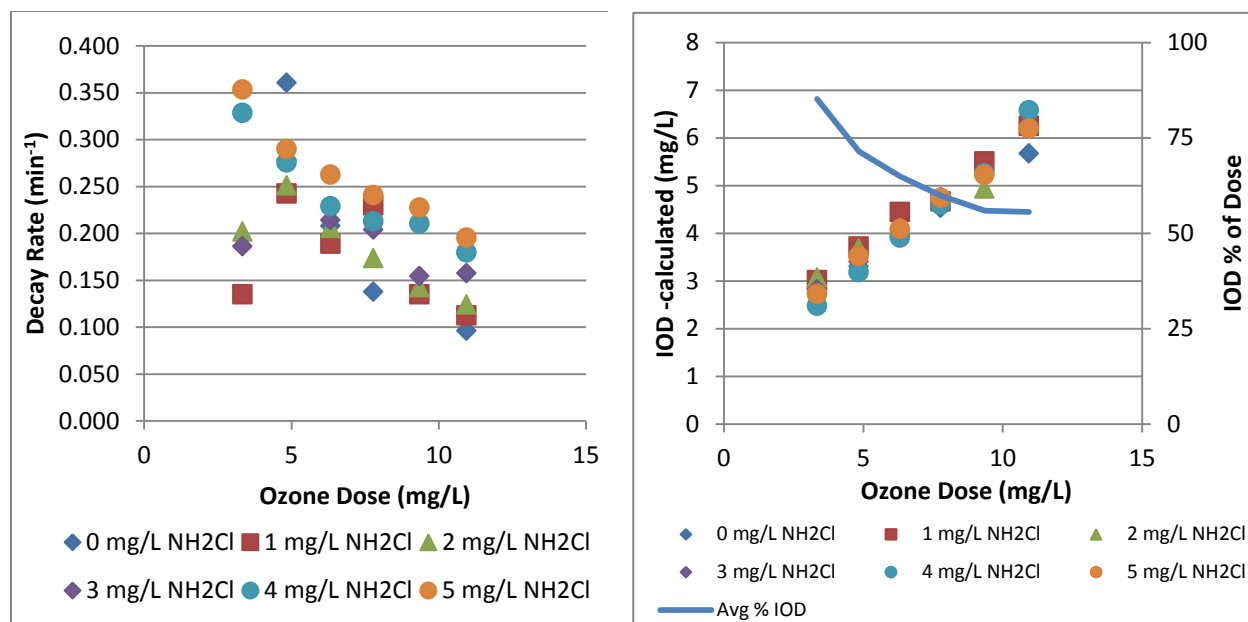 0.400
0.350
0.300
0.250
0.200
0.150
0.100
0.050
0.000
Decay Rate (min⁻¹)
0 5 10 15
Ozone Dose (mg/L)
0 mg/L NH2Cl 1 mg/L NH2Cl 2 mg/L NH2Cl
3 mg/L NH2Cl 4 mg/L NH2Cl 5 mg/L NH2Cl
8
7
6
5
4
3
2
1
0
IOD -calculated (mg/L)
100
75
50
25
0
IOD % of Dose
0 5 10 15
Ozone Dose (mg/L)
0 mg/L NH2Cl 1 mg/L NH2Cl 2 mg/L NH2Cl
3 mg/L NH2Cl 4 mg/L NH2Cl 5 mg/L NH2Cl
Avg % IOD